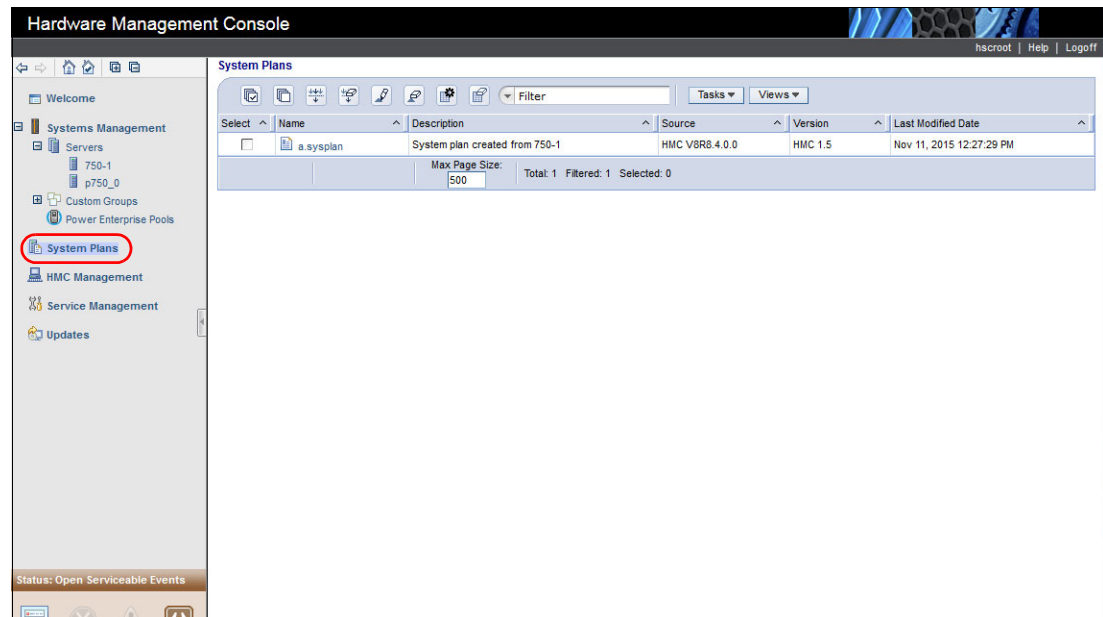 Hardware Management Console
hscroot | Help | Logoff
Welcome
Systems Management
Servers
750-1
p750_0
Custom Groups
Power Enterprise Pools
System Plans
HMC Management
Service Management
Updates
Status: Open Serviceable Events
System Plans
Filter
Tasks
Views
Select ^ Name ^ Description ^ Source ^ Version ^ Last Modified Date ^
a.sysplan System plan created from 750-1 HMC V8R8.4.0.0 HMC 1.5 Nov 11, 2015 12:27:29 PM
Max Page Size:
500
Total: 1 Filtered: 1 Selected: 0